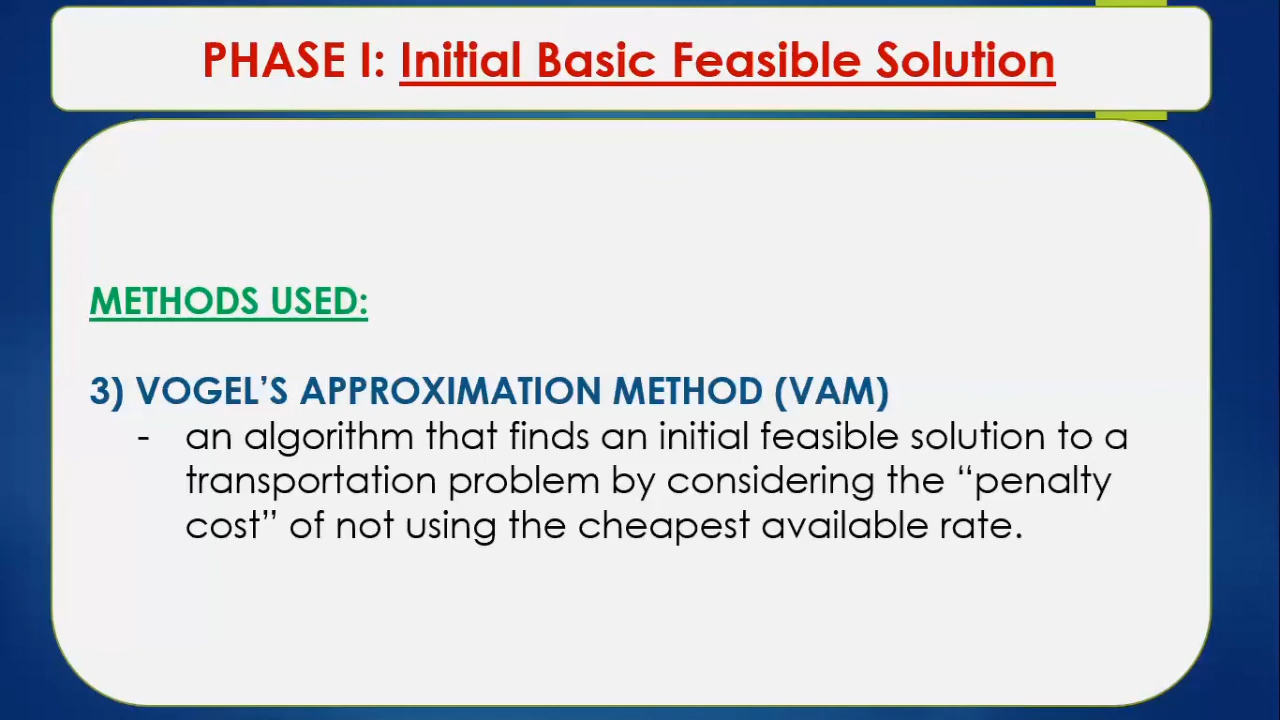 PHASE I: Initial Basic Feasible Solution
METHODS USED:
3) VOGEL’S APPROXIMATION METHOD (VAM)
- an algorithm that finds an initial feasible solution to a
transportation problem by considering the “penalty
cost” of not using the cheapest available rate.